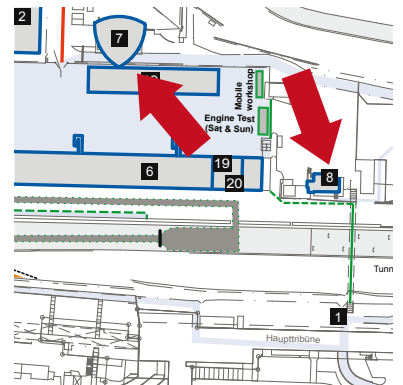 2
7
Mobile
workshop
Engine Test
(Sat & Sun)
6
19
20
8
Tunn
1
Haupttribüne